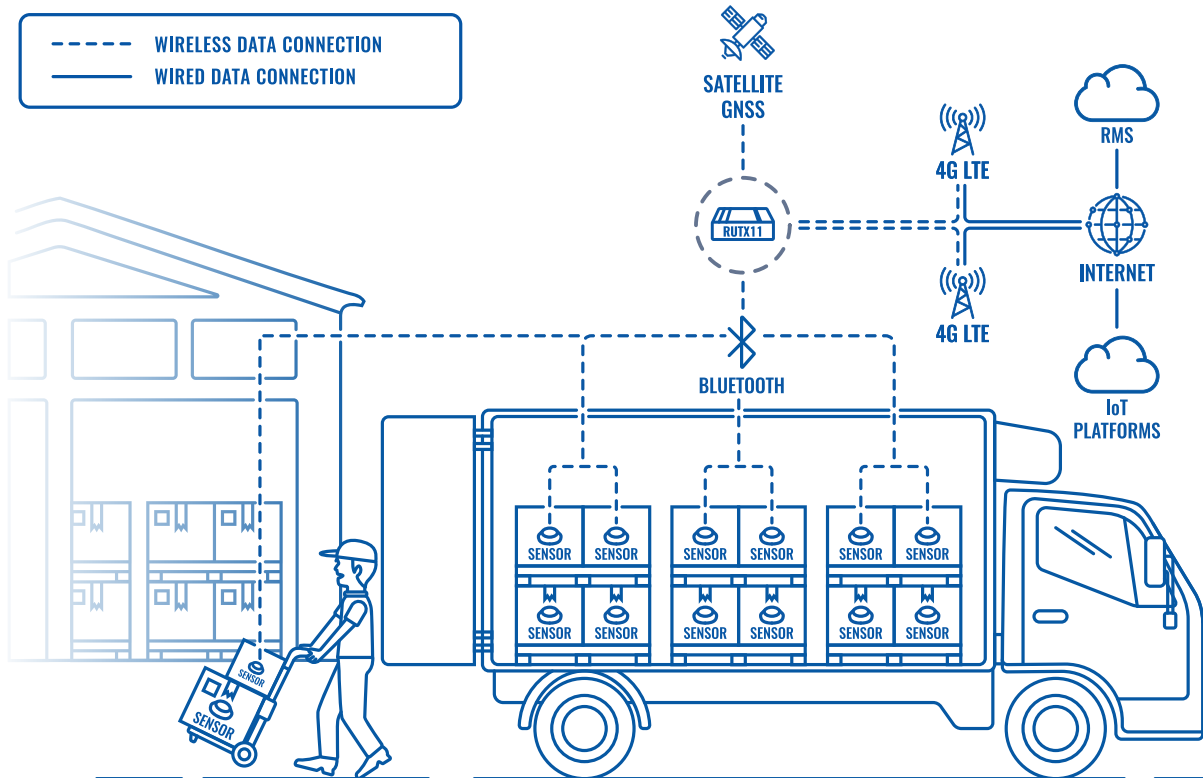 WIRELESS DATA CONNECTION
WIRED DATA CONNECTION
SATELLITE
GNSS
4G LTE
RMS
RUTX11
INTERNET
4G LTE
BLUETOOTH
IoT
PLATFORMS
SENSOR SENSOR SENSOR SENSOR SENSOR SENSOR
SENSOR SENSOR SENSOR SENSOR SENSOR SENSOR
SENSOR
SENSOR